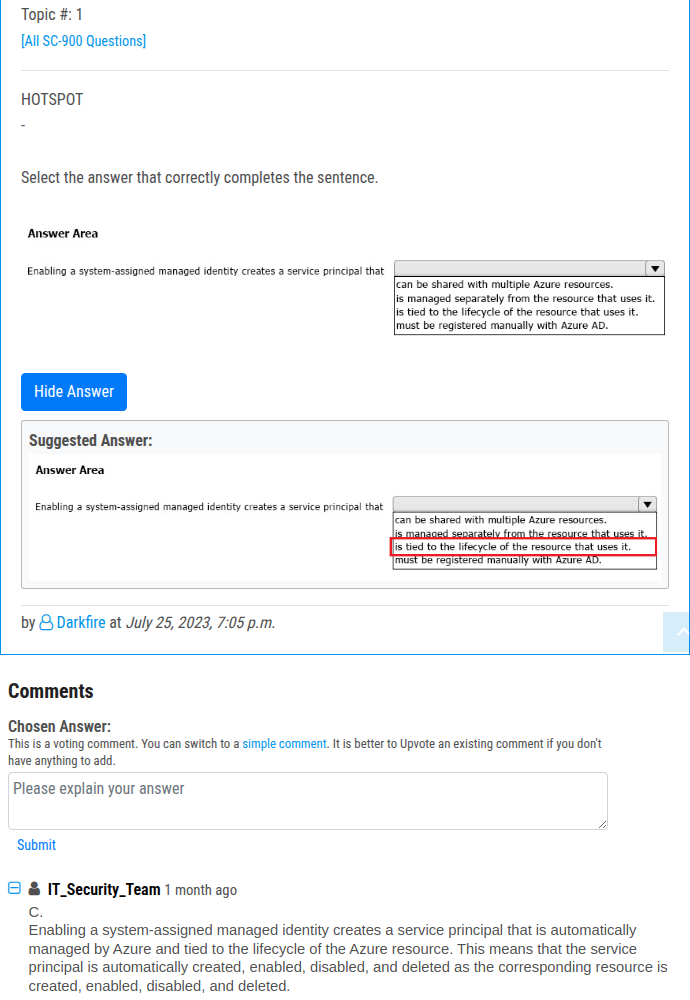 Topic #: 1
[All SC-900 Questions]
HOTSPOT
-
Select the answer that correctly completes the sentence.
Answer Area
Enabling a system-assigned managed identity creates a service principal that
can be shared with multiple Azure resources.
is managed separately from the resource that uses it.
is tied to the lifecycle of the resource that uses it.
must be registered manually with Azure AD.
Hide Answer
Suggested Answer:
Answer Area
Enabling a system-assigned managed identity creates a service principal that
can be shared with multiple Azure resources.
is managed separately from the resource that uses it.
is tied to the lifecycle of the resource that uses it.
must be registered manually with Azure AD.
by Darkfire at July 25, 2023, 7:05 p.m.
Comments
Chosen Answer:
This is a voting comment. You can switch to a simple comment. It is better to Upvote an existing comment if you don't
have anything to add.
Please explain your answer
Submit
IT_Security_Team 1 month ago
C.
Enabling a system-assigned managed identity creates a service principal that is automatically
managed by Azure and tied to the lifecycle of the Azure resource. This means that the service
principal is automatically created, enabled, disabled, and deleted as the corresponding resource is
created, enabled, disabled, and deleted.